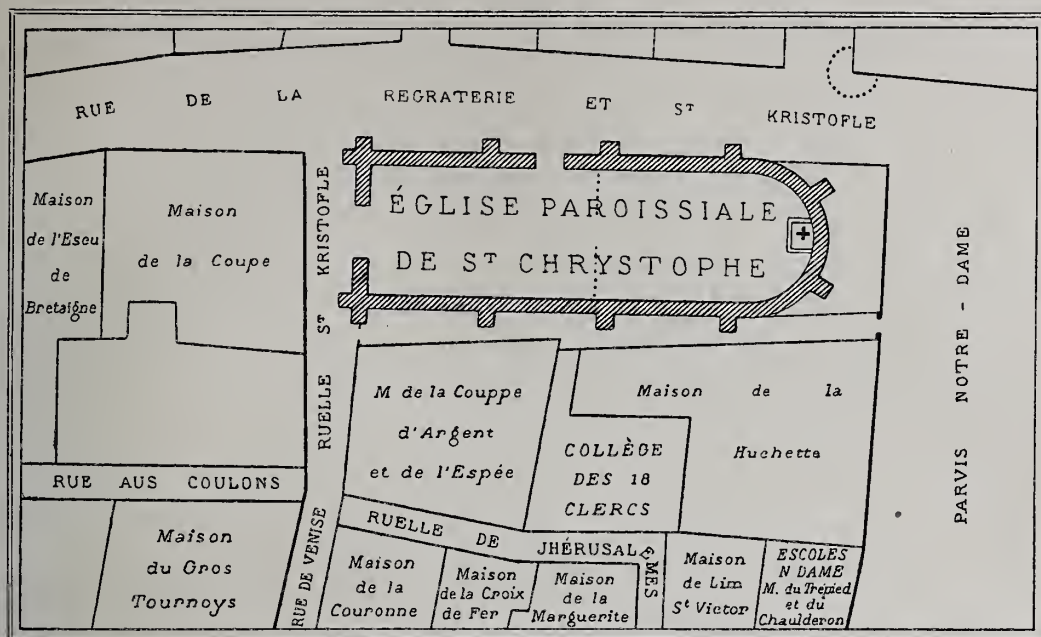 RUE DE LA REGRATERIE ET Sᵀ KRISTOFLE
Maison
de l'Escu
de
Bretaigne
Maison
de la Coupe
RUELLE Sᵀ KRISTOFLE
ÉGLISE PAROISSIALE
DE Sᵀ CHRYSTOPHE
PARVIS NOTRE-DAME
M de la Couppe
d'Argent
et de l'Espée
Maison de la
Huchette
COLLÈGE
DES 18
CLERCS
RUE AUS COULONS
RUELLE DE JHÉRUSALEMES
Maison
du Gros
Tournoys
RUE DE VENISE
Maison
de la
Couronne
Maison
de la Croix
de Fer
Maison
de la
Marguerite
Maison
de Lim
Sᵗ Victor
ESCOLES
N DAME
M. du Trépied
et du
Chaulderon